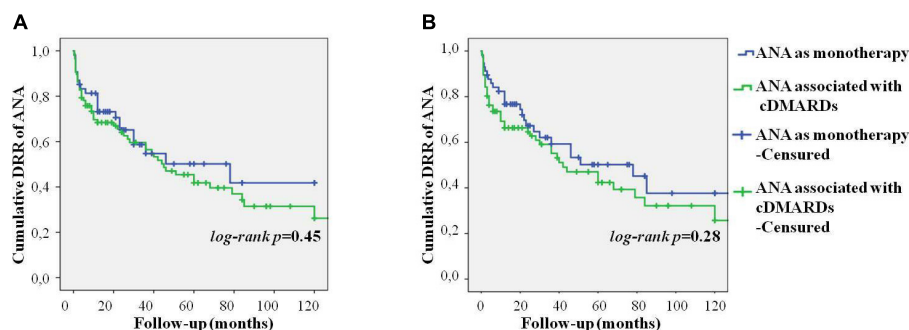 A
B
Cumulative DRR of ANA
1,0
0,8
0,6
0,4
0,2
0,0
log-rank p=0.45
0 20 40 60 80 100 120
Follow-up (months)
Cumulative DRR of ANA
1,0
0,8
0,6
0,4
0,2
0,0
log-rank p=0.28
0 20 40 60 80 100 120
Follow-up (months)
ANA as monotherapy
ANA associated with
cDMARDs
ANA as monotherapy
-Censured
ANA associated with
cDMARDs
-Censured